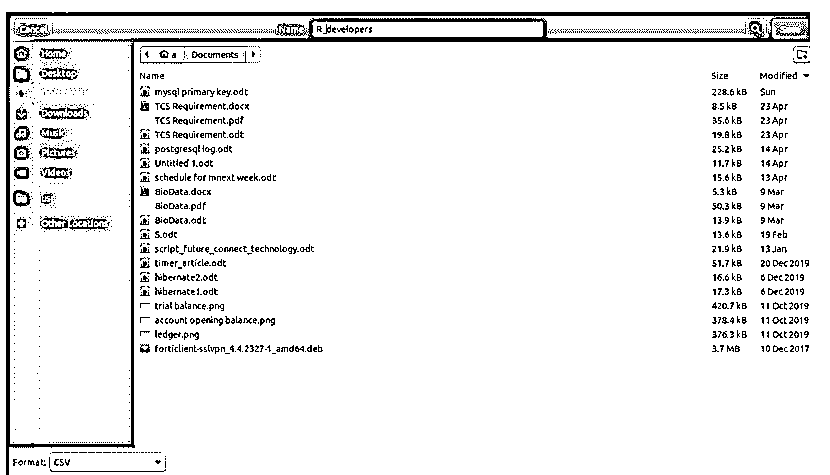 Cancel Name R_developers
Home
Desktop
Downloads
Music
Pictures
Videos
Other Locations
a Documents
Name Size Modified
mysql primary key.odt 228.6 kB Sun
TCS Requirement.docx 8.5 kB 23 Apr
TCS Requirement.pdf 35.6 kB 23 Apr
TCS Requirement.odt 19.8 kB 23 Apr
postgresql log.odt 25.2 kB 14 Apr
Untitled 1.odt 11.7 kB 14 Apr
schedule for mnext week.odt 15.6 kB 13 Apr
BioData.docx 5.3 kB 9 Mar
BioData.pdf 50.3 kB 9 Mar
BioData.odt 13.9 kB 9 Mar
S.odt 13.6 kB 19 Feb
script_future_connect_technology.odt 21.9 kB 13 Jan
timer_article.odt 51.7 kB 20 Dec 2019
hibernate2.odt 16.6 kB 6 Dec 2019
hibernate1.odt 17.3 kB 6 Dec 2019
trial balance.png 420.7 kB 11 Oct 2019
account opening balance.png 378.4 kB 11 Oct 2019
ledger.png 376.3 kB 11 Oct 2019
forticlient-sslvpn_4.4.2327-1_amd64.deb 3.7 MB 10 Dec 2017
Format: CSV